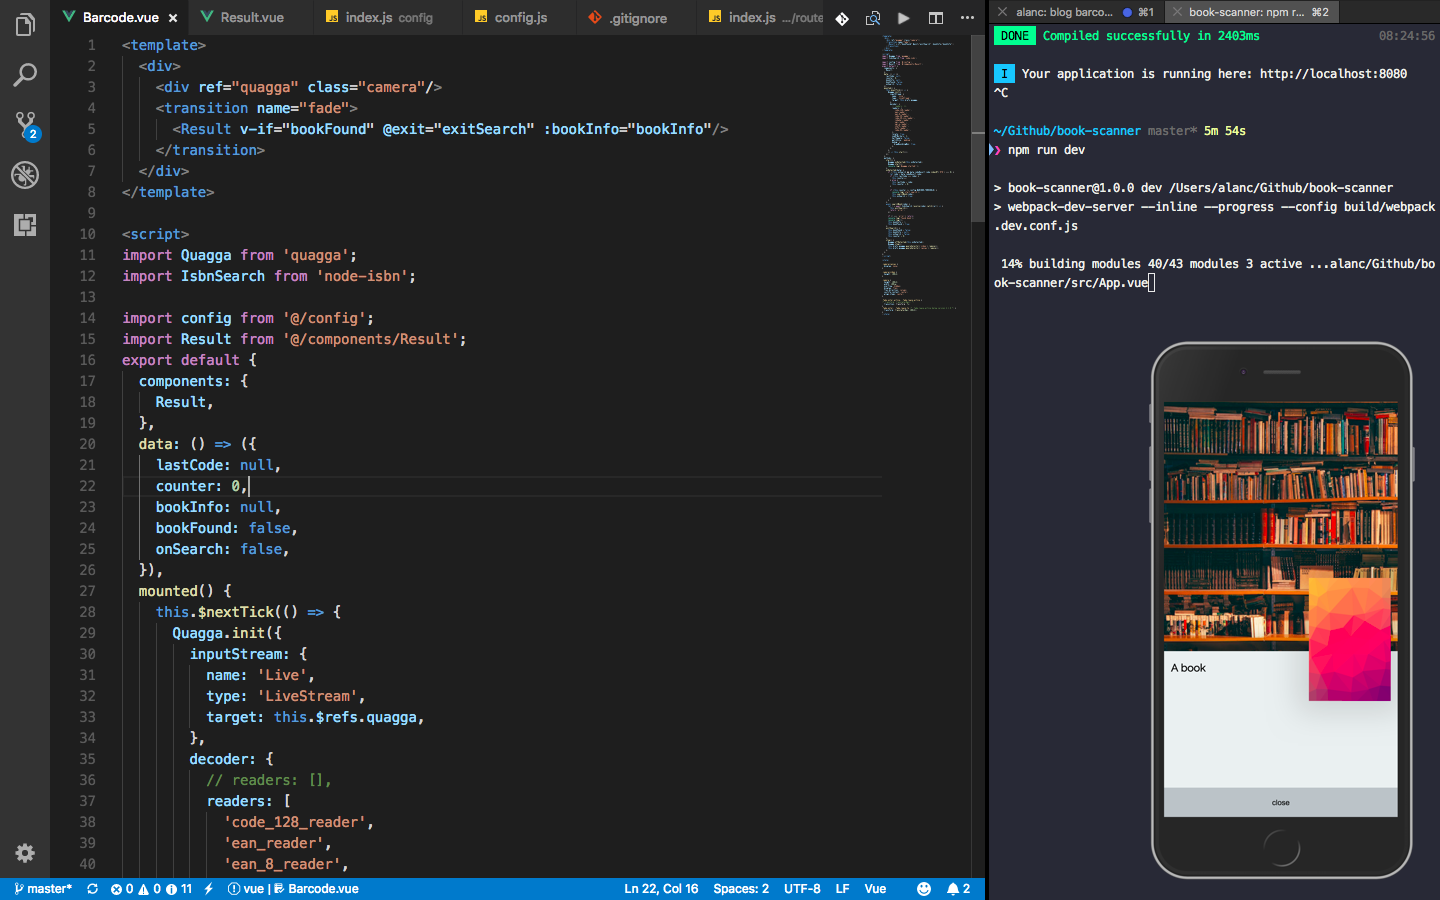 Barcode.vue
Result.vue
index.js config
config.js
.gitignore
index.js .../route
1 <template>
2 <div>
3 <div ref="quagga" class="camera"/>
4 <transition name="fade">
5 <Result v-if="bookFound" @exit="exitSearch" :bookInfo="bookInfo"/>
6 </transition>
7 </div>
8 </template>
9
10 <script>
11 import Quagga from 'quagga';
12 import IsbnSearch from 'node-isbn';
13
14 import config from '@/config';
15 import Result from '@/components/Result';
16 export default {
17 components: {
18 Result,
19 },
20 data: () => ({
21 lastCode: null,
22 counter: 0,
23 bookInfo: null,
24 bookFound: false,
25 onSearch: false,
26 }),
27 mounted() {
28 this.$nextTick(() => {
29 Quagga.init({
30 inputStream: {
31 name: 'Live',
32 type: 'LiveStream',
33 target: this.$refs.quagga,
34 },
35 decoder: {
36 // readers: [],
37 readers: [
38 'code_128_reader',
39 'ean_reader',
40 'ean_8_reader',
2
master* 0 0 11 vue | Barcode.vue Ln 22, Col 16 Spaces: 2 UTF-8 LF Vue 2
alanc: blog barco... ⌘1
book-scanner: npm r... ⌘2
DONE Compiled successfully in 2403ms 08:24:56
I Your application is running here: http://localhost:8080
^C
~/Github/book-scanner master* 5m 54s
❯ npm run dev
> book-scanner@1.0.0 dev /Users/alanc/Github/book-scanner
> webpack-dev-server --inline --progress --config build/webpack
.dev.conf.js
14% building modules 40/43 modules 3 active ...alanc/Github/bo
ok-scanner/src/App.vue
A book
close